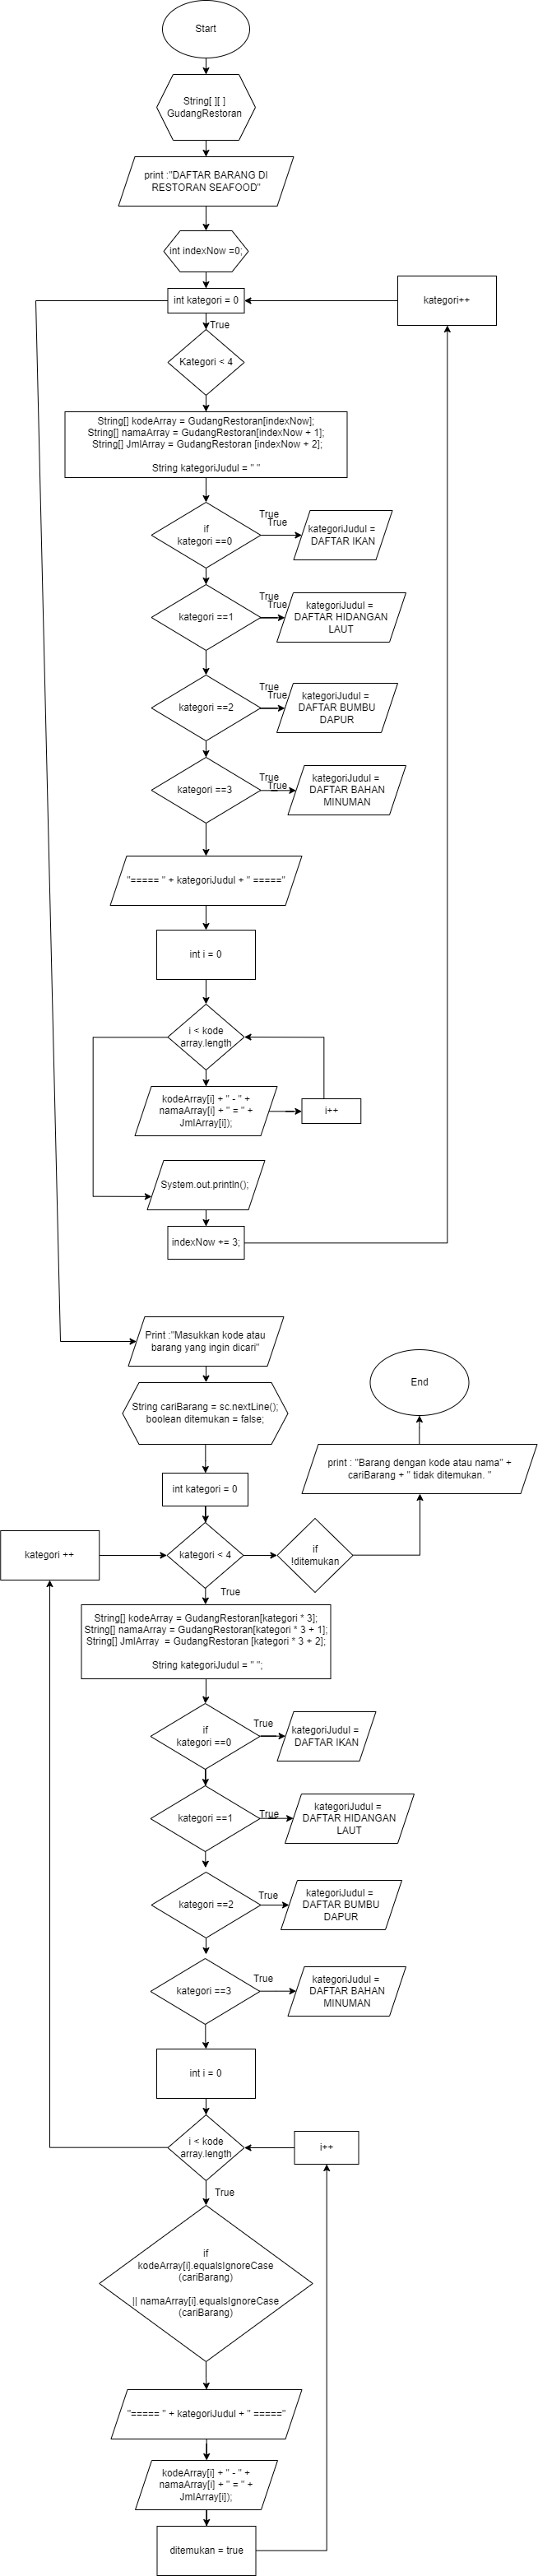 Start
String[ ][ ]
GudangRestoran
print :"DAFTAR BARANG DI
RESTORAN SEAFOOD"
int indexNow =0;
int kategori = 0
kategori++
True
Kategori < 4
String[] kodeArray = GudangRestoran[indexNow];
String[] namaArray = GudangRestoran[indexNow + 1];
String[] JmlArray = GudangRestoran [indexNow + 2];
String kategoriJudul = " "
if
kategori ==0
True
True
kategoriJudul =
DAFTAR IKAN
kategori ==1
True
True
kategoriJudul =
DAFTAR HIDANGAN
LAUT
kategori ==2
True
True
kategoriJudul =
DAFTAR BUMBU
DAPUR
kategori ==3
True
True
kategoriJudul =
DAFTAR BAHAN
MINUMAN
"===== " + kategoriJudul + " ====="
int i = 0
i < kode
array.length
kodeArray[i] + " - " +
namaArray[i] + " = " +
JmlArray[i]);
i++
System.out.println();
indexNow += 3;
Print :"Masukkan kode atau
barang yang ingin dicari"
String cariBarang = sc.nextLine();
boolean ditemukan = false;
End
print : "Barang dengan kode atau nama" +
cariBarang + " tidak ditemukan. "
int kategori = 0
kategori ++
kategori < 4
if
!ditemukan
True
String[] kodeArray = GudangRestoran[kategori * 3];
String[] namaArray = GudangRestoran[kategori * 3 + 1];
String[] JmlArray  = GudangRestoran [kategori * 3 + 2];
String kategoriJudul = " ";
if
kategori ==0
True
kategoriJudul =
DAFTAR IKAN
kategori ==1
True
kategoriJudul =
DAFTAR HIDANGAN
LAUT
kategori ==2
True
kategoriJudul =
DAFTAR BUMBU
DAPUR
kategori ==3
True
kategoriJudul =
DAFTAR BAHAN
MINUMAN
int i = 0
i < kode
array.length
i++
True
if
kodeArray[i].equalsIgnoreCase
(cariBarang)
|| namaArray[i].equalsIgnoreCase
(cariBarang)
"===== " + kategoriJudul + " ====="
kodeArray[i] + " - " +
namaArray[i] + " = " +
JmlArray[i]);
ditemukan = true